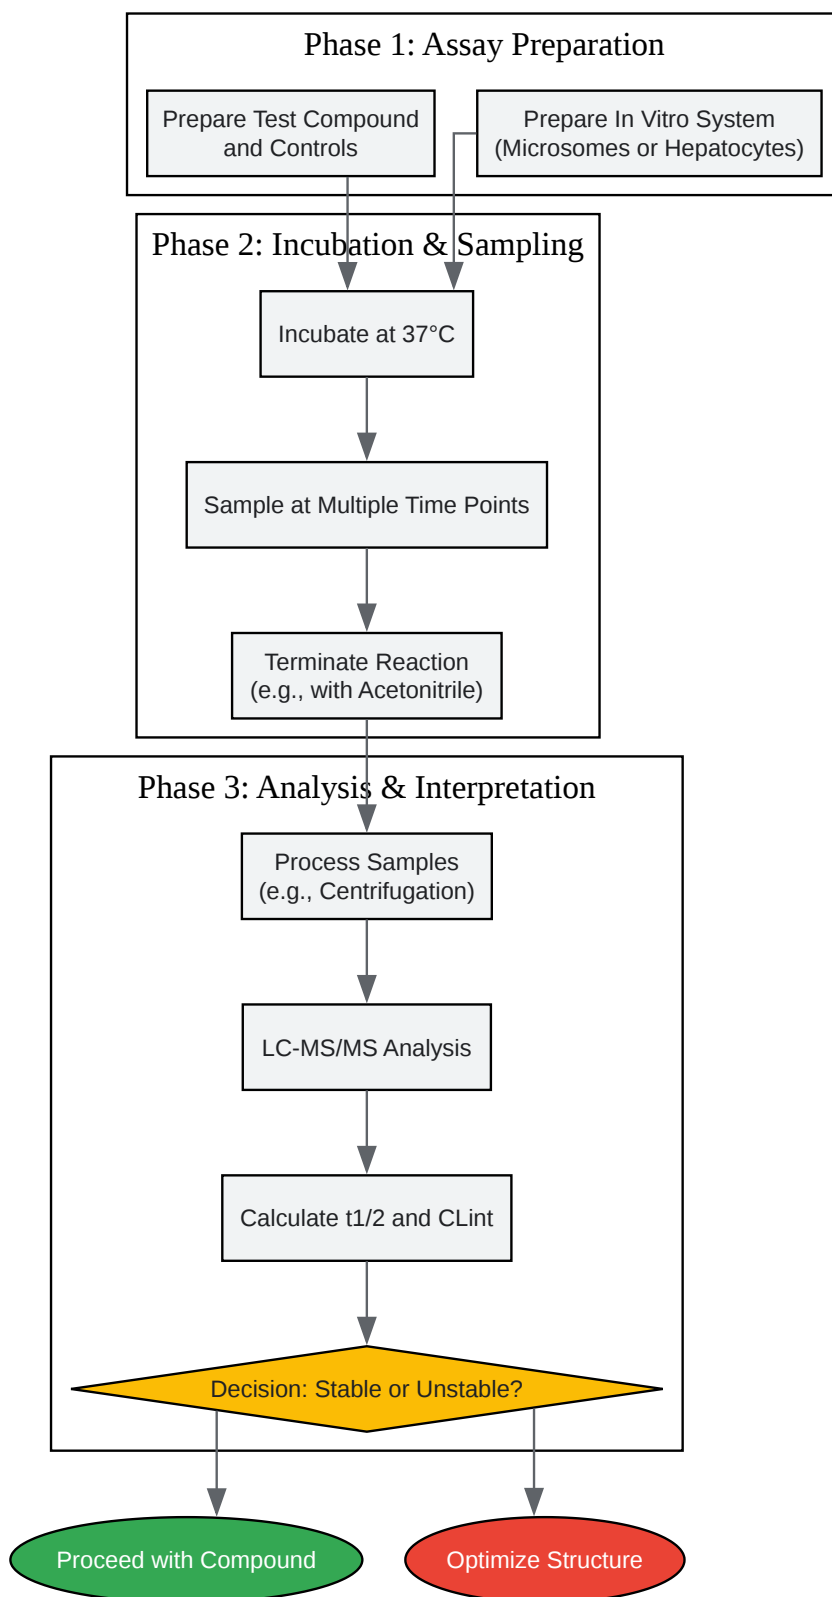 Phase 1: Assay Preparation
Prepare Test Compound
and Controls
Prepare In Vitro System
(Microsomes or Hepatocytes)
Phase 2: Incubation & Sampling
Incubate at 37°C
Sample at Multiple Time Points
Terminate Reaction
(e.g., with Acetonitrile)
Phase 3: Analysis & Interpretation
Process Samples
(e.g., Centrifugation)
LC-MS/MS Analysis
Calculate t1/2 and CLint
Decision: Stable or Unstable?
Proceed with Compound
Optimize Structure